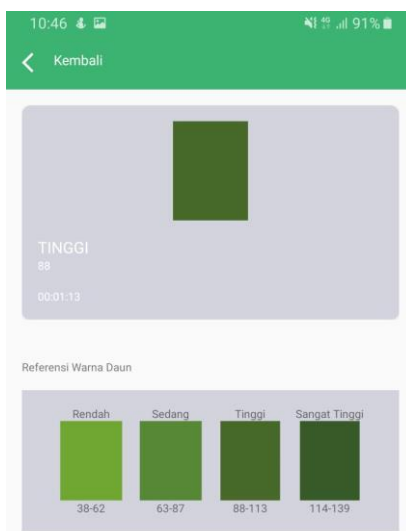 10:46 4G 91%
Kembali
TINGGI
88
00:01:13
Referensi Warna Daun
Rendah Sedang Tinggi Sangat Tinggi
38-62 63-87 88-113 114-139